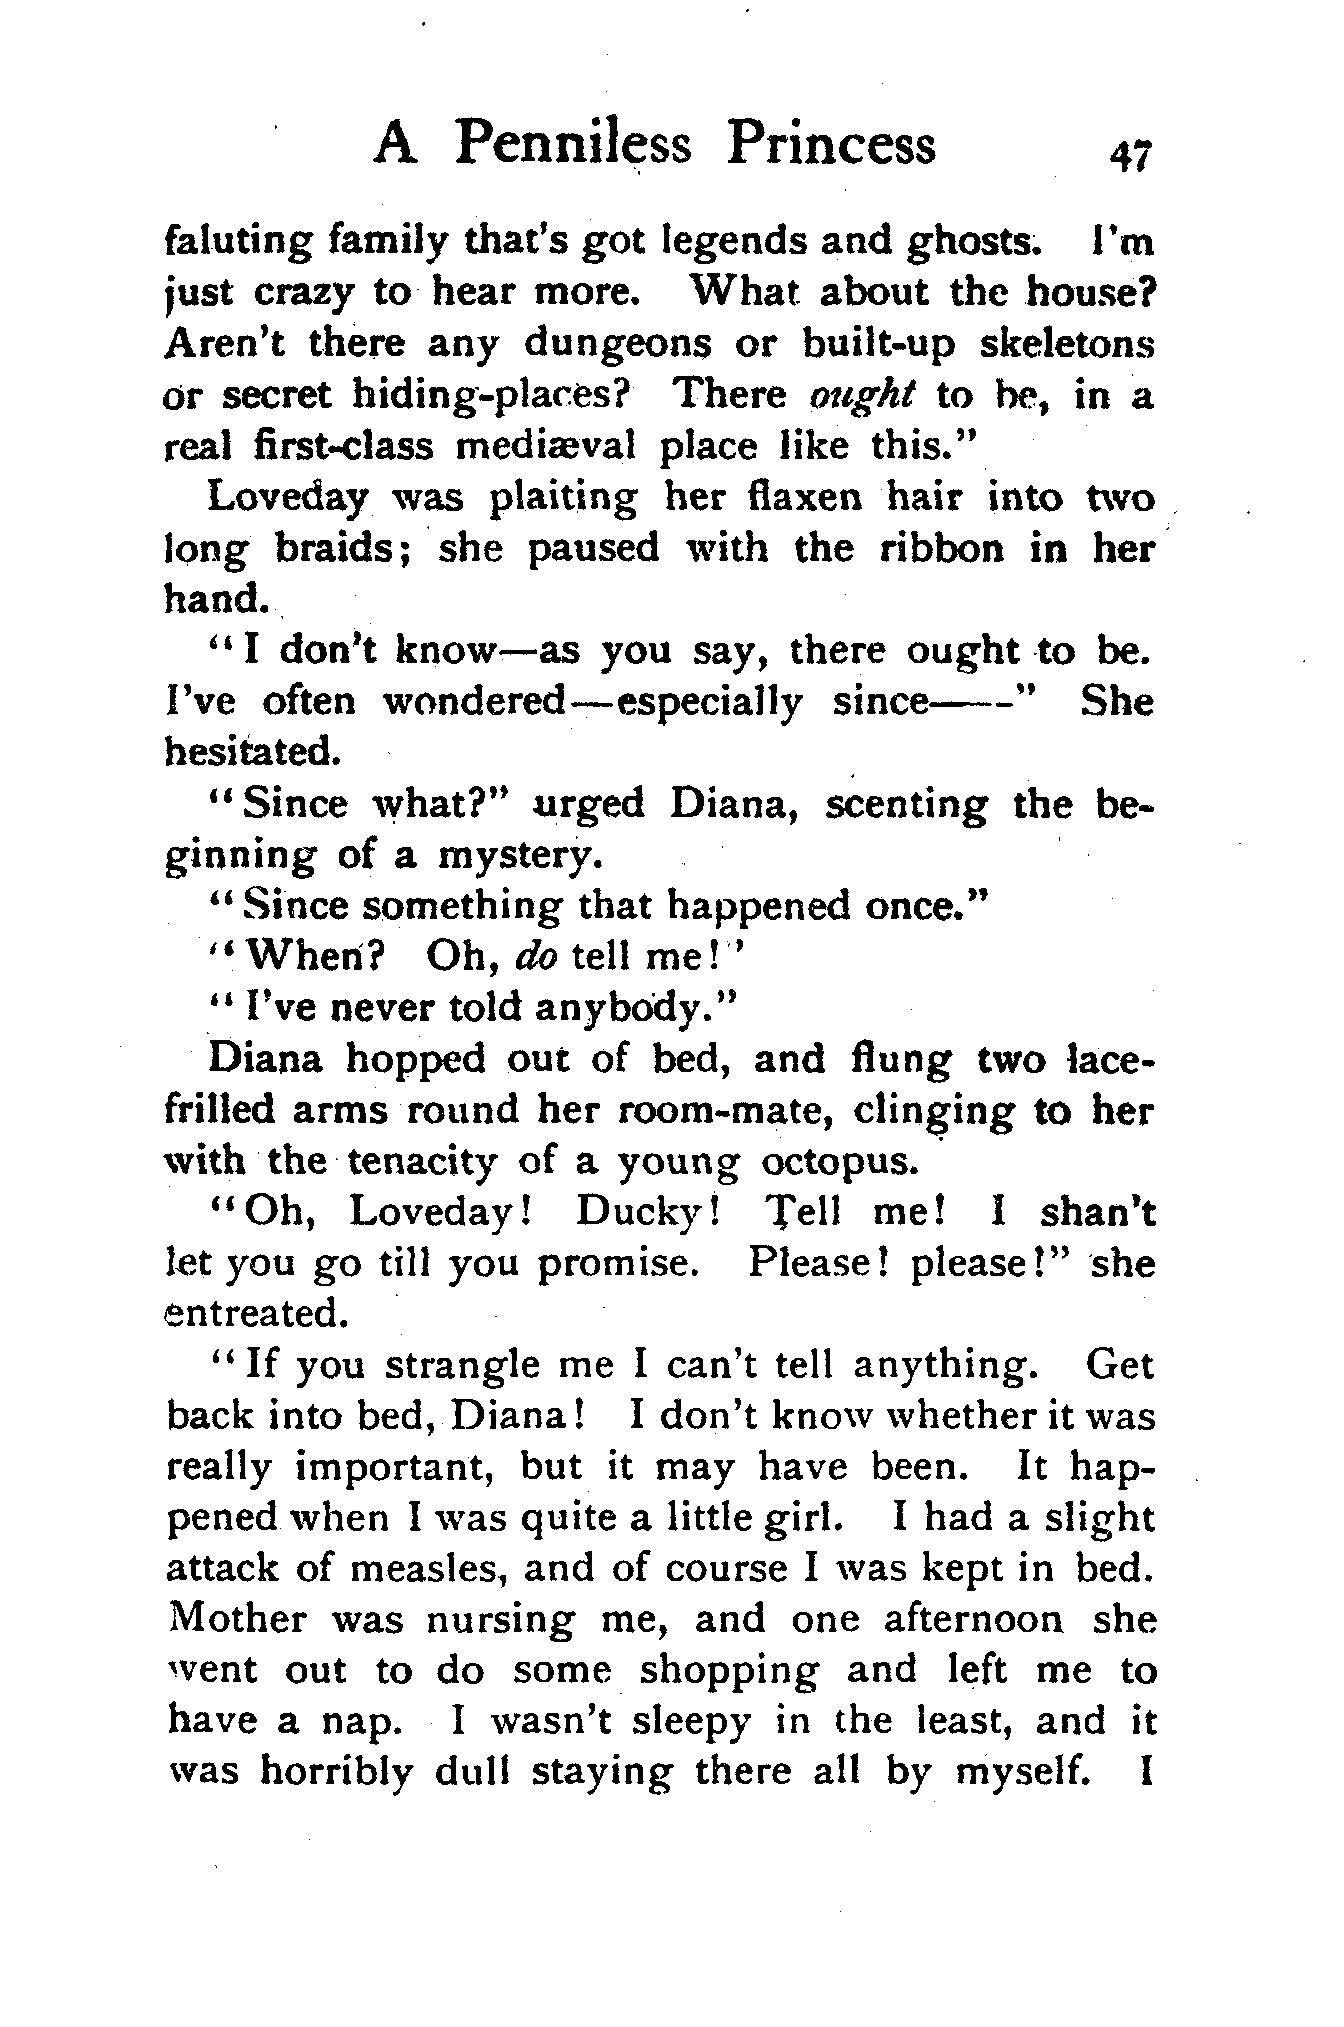 A Penniless Princess 47
faluting family that's got legends and ghosts. I'm
just crazy to hear more. What about the house?
Aren't there any dungeons or built-up skeletons
or secret hiding-places? There ought to be, in a
real first-class mediæval place like this."
Loveday was plaiting her flaxen hair into two
long braids; she paused with the ribbon in her
hand.
"I don't know—as you say, there ought to be.
I've often wondered—especially since——" She
hesitated.
"Since what?" urged Diana, scenting the be-
ginning of a mystery.
"Since something that happened once."
"When? Oh, do tell me!"
"I've never told anybody."
Diana hopped out of bed, and flung two lace-
frilled arms round her room-mate, clinging to her
with the tenacity of a young octopus.
"Oh, Loveday! Ducky! Tell me! I shan't
let you go till you promise. Please! please!" she
entreated.
"If you strangle me I can't tell anything. Get
back into bed, Diana! I don't know whether it was
really important, but it may have been. It hap-
pened when I was quite a little girl. I had a slight
attack of measles, and of course I was kept in bed.
Mother was nursing me, and one afternoon she
went out to do some shopping and left me to
have a nap. I wasn't sleepy in the least, and it
was horribly dull staying there all by myself. I